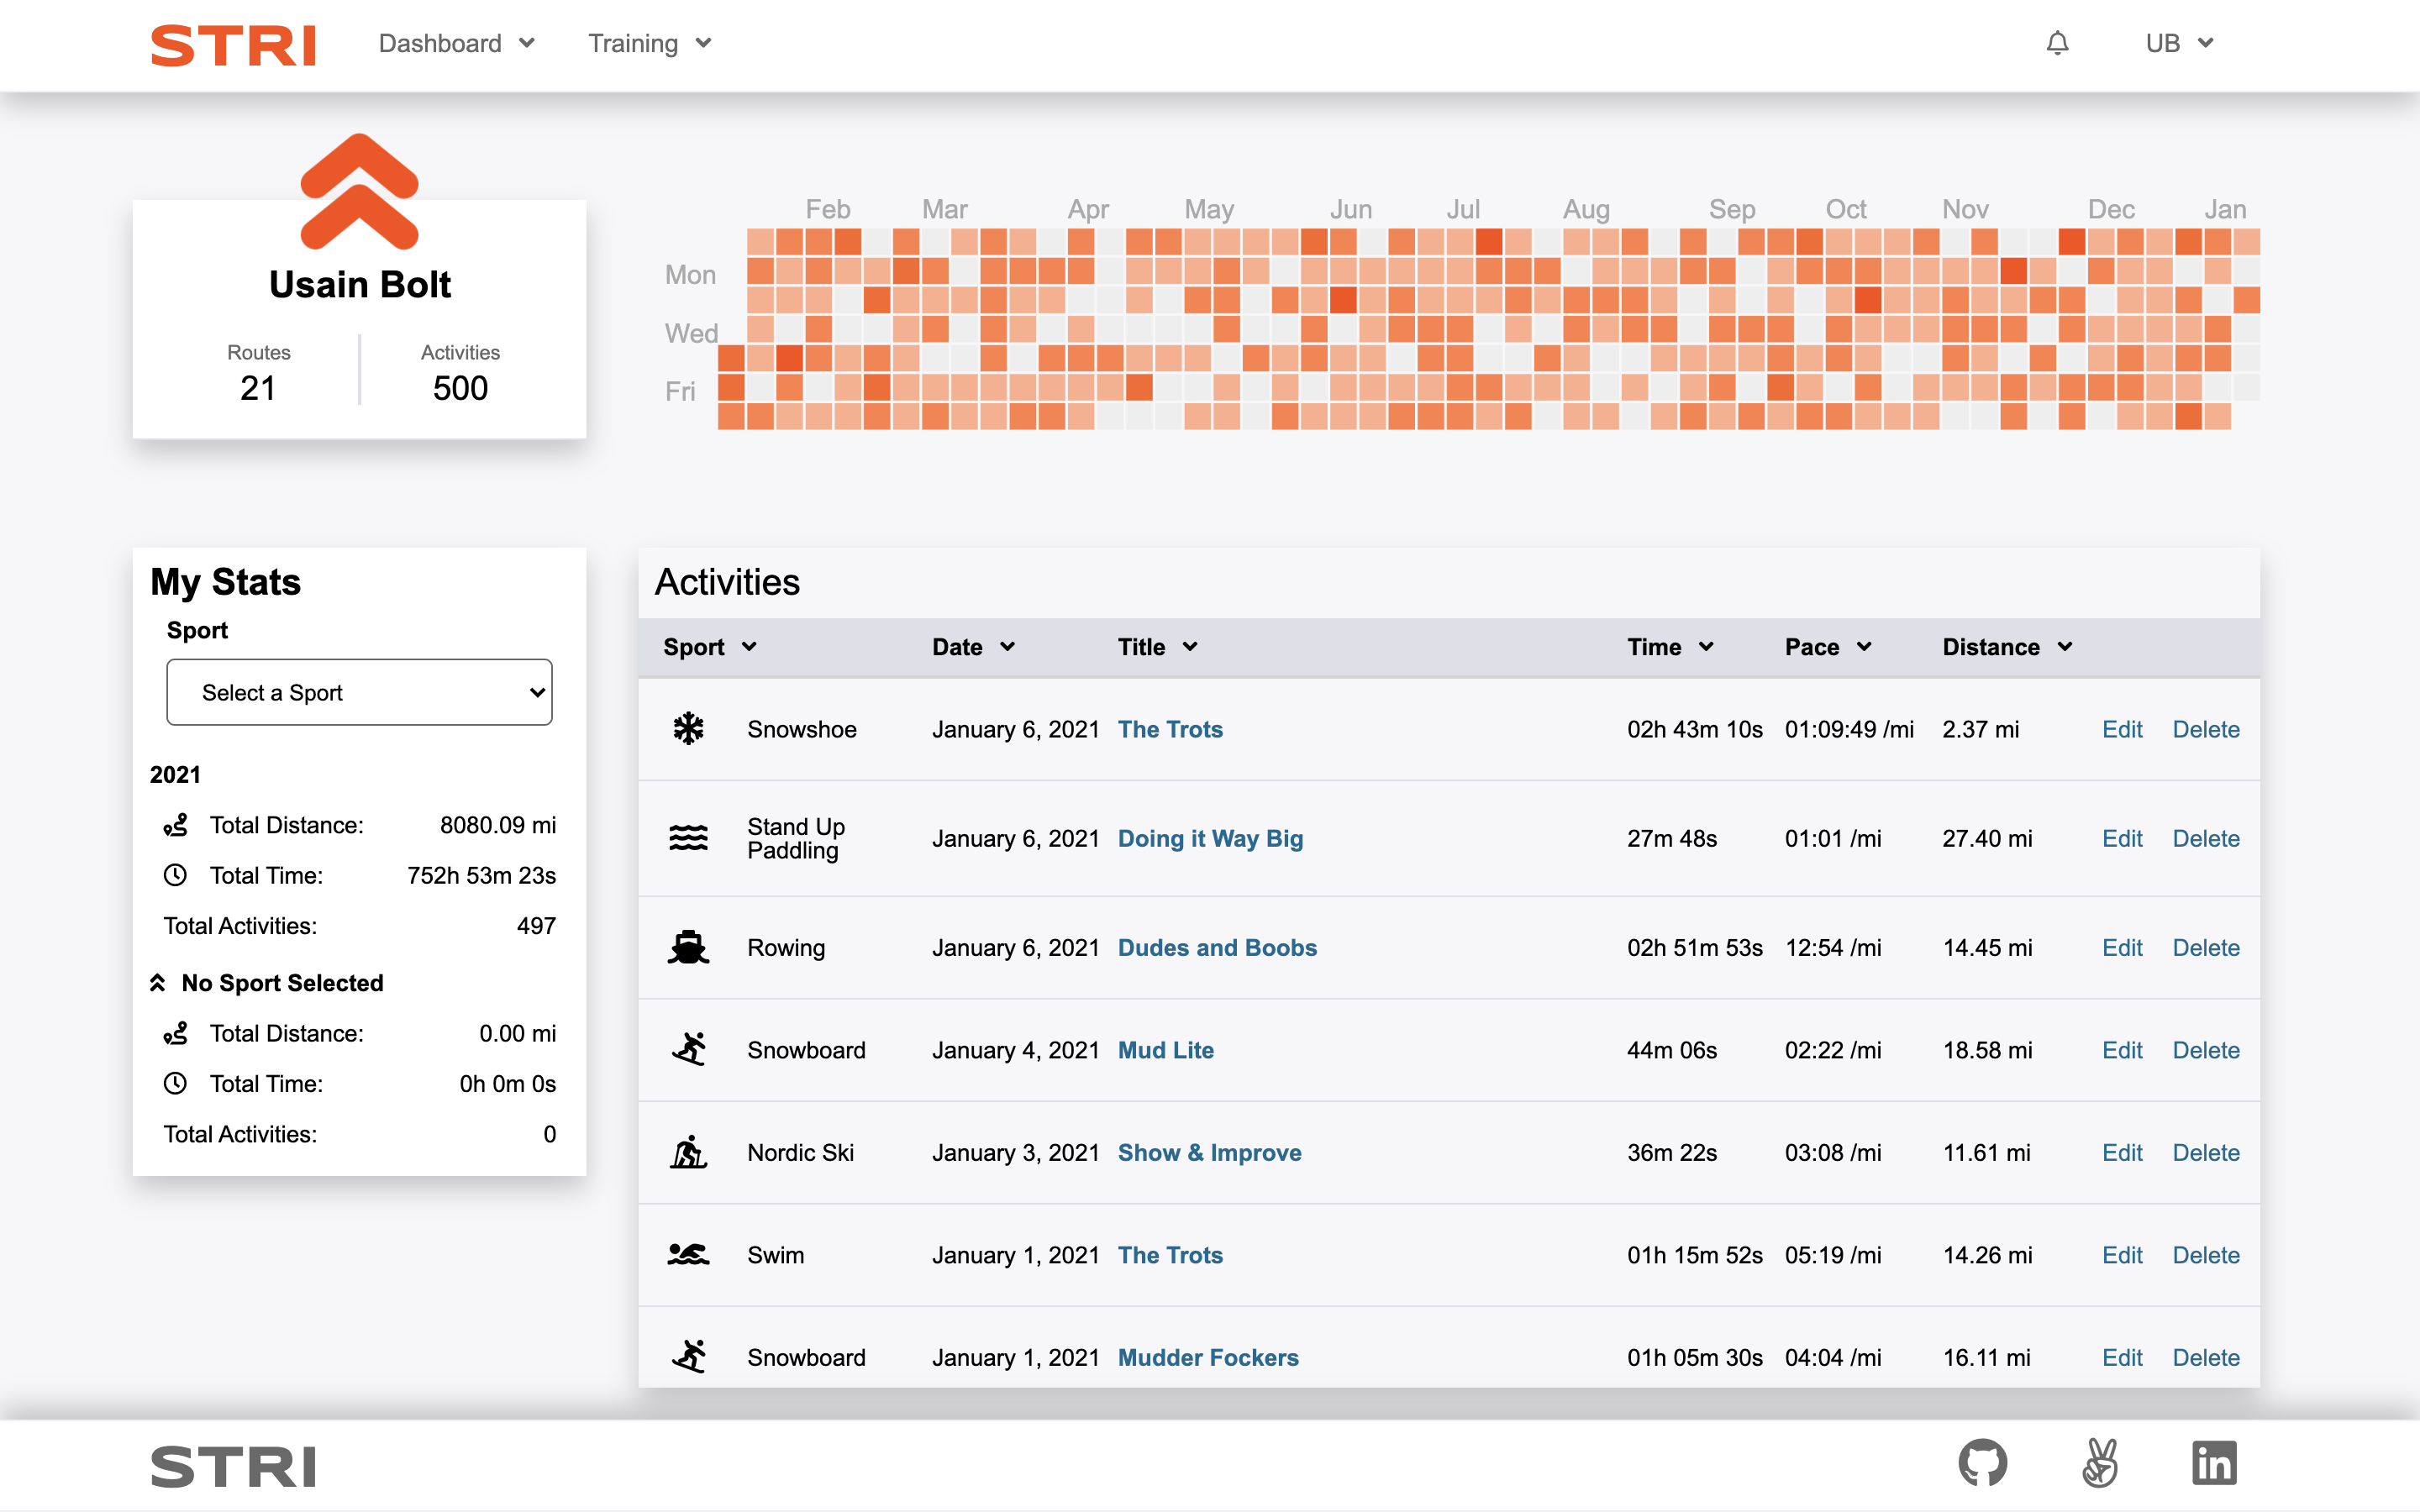 STRI
Dashboard
Training
UB
Usain Bolt
Routes
21
Activities
500
Feb Mar Apr May Jun Jul Aug Sep Oct Nov Dec Jan
Mon
Wed
Fri
My Stats
Sport
Select a Sport
2021
Total Distance: 8080.09 mi
Total Time: 752h 53m 23s
Total Activities: 497
No Sport Selected
Total Distance: 0.00 mi
Total Time: 0h 0m 0s
Total Activities: 0
Activities
Sport Date Title Time Pace Distance
Snowshoe January 6, 2021 The Trots 02h 43m 10s 01:09:49 /mi 2.37 mi Edit Delete
Stand Up
Paddling January 6, 2021 Doing it Way Big 27m 48s 01:01 /mi 27.40 mi Edit Delete
Rowing January 6, 2021 Dudes and Boobs 02h 51m 53s 12:54 /mi 14.45 mi Edit Delete
Snowboard January 4, 2021 Mud Lite 44m 06s 02:22 /mi 18.58 mi Edit Delete
Nordic Ski January 3, 2021 Show & Improve 36m 22s 03:08 /mi 11.61 mi Edit Delete
Swim January 1, 2021 The Trots 01h 15m 52s 05:19 /mi 14.26 mi Edit Delete
Snowboard January 1, 2021 Mudder Fockers 01h 05m 30s 04:04 /mi 16.11 mi Edit Delete
STRI
in